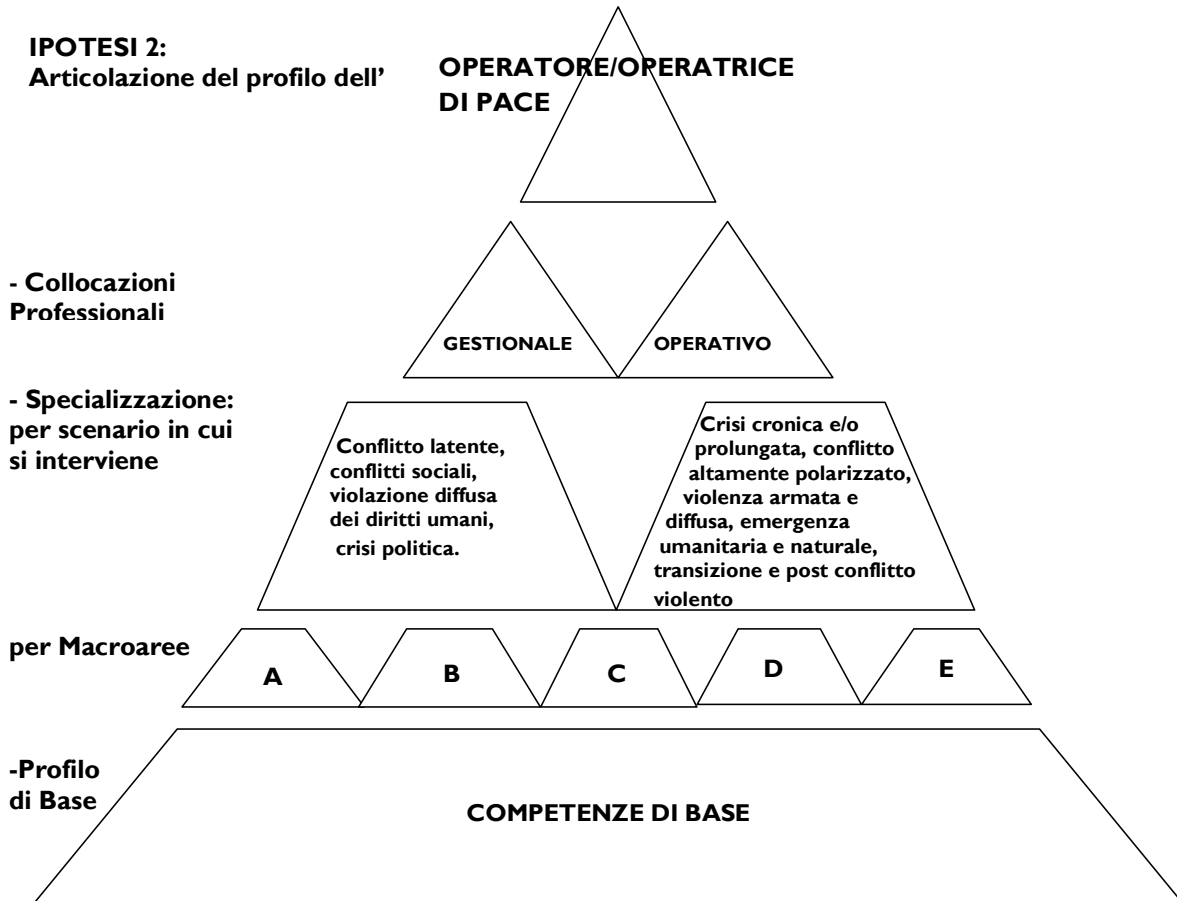 IPOTESI 2:
Articolazione del profilo dell’
OPERATORE/OPERATRICE
DI PACE
- Collocazioni
Professionali
GESTIONALE
OPERATIVO
- Specializzazione:
per scenario in cui
si interviene
Conflitto latente,
conflitti sociali,
violazione diffusa
dei diritti umani,
crisi politica.
Crisi cronica e/o
prolungata, conflitto
altamente polarizzato,
violenza armata e
diffusa, emergenza
umanitaria e naturale,
transizione e post conflitto
violento
per Macroaree
A
B
C
D
E
-Profilo
di Base
COMPETENZE DI BASE